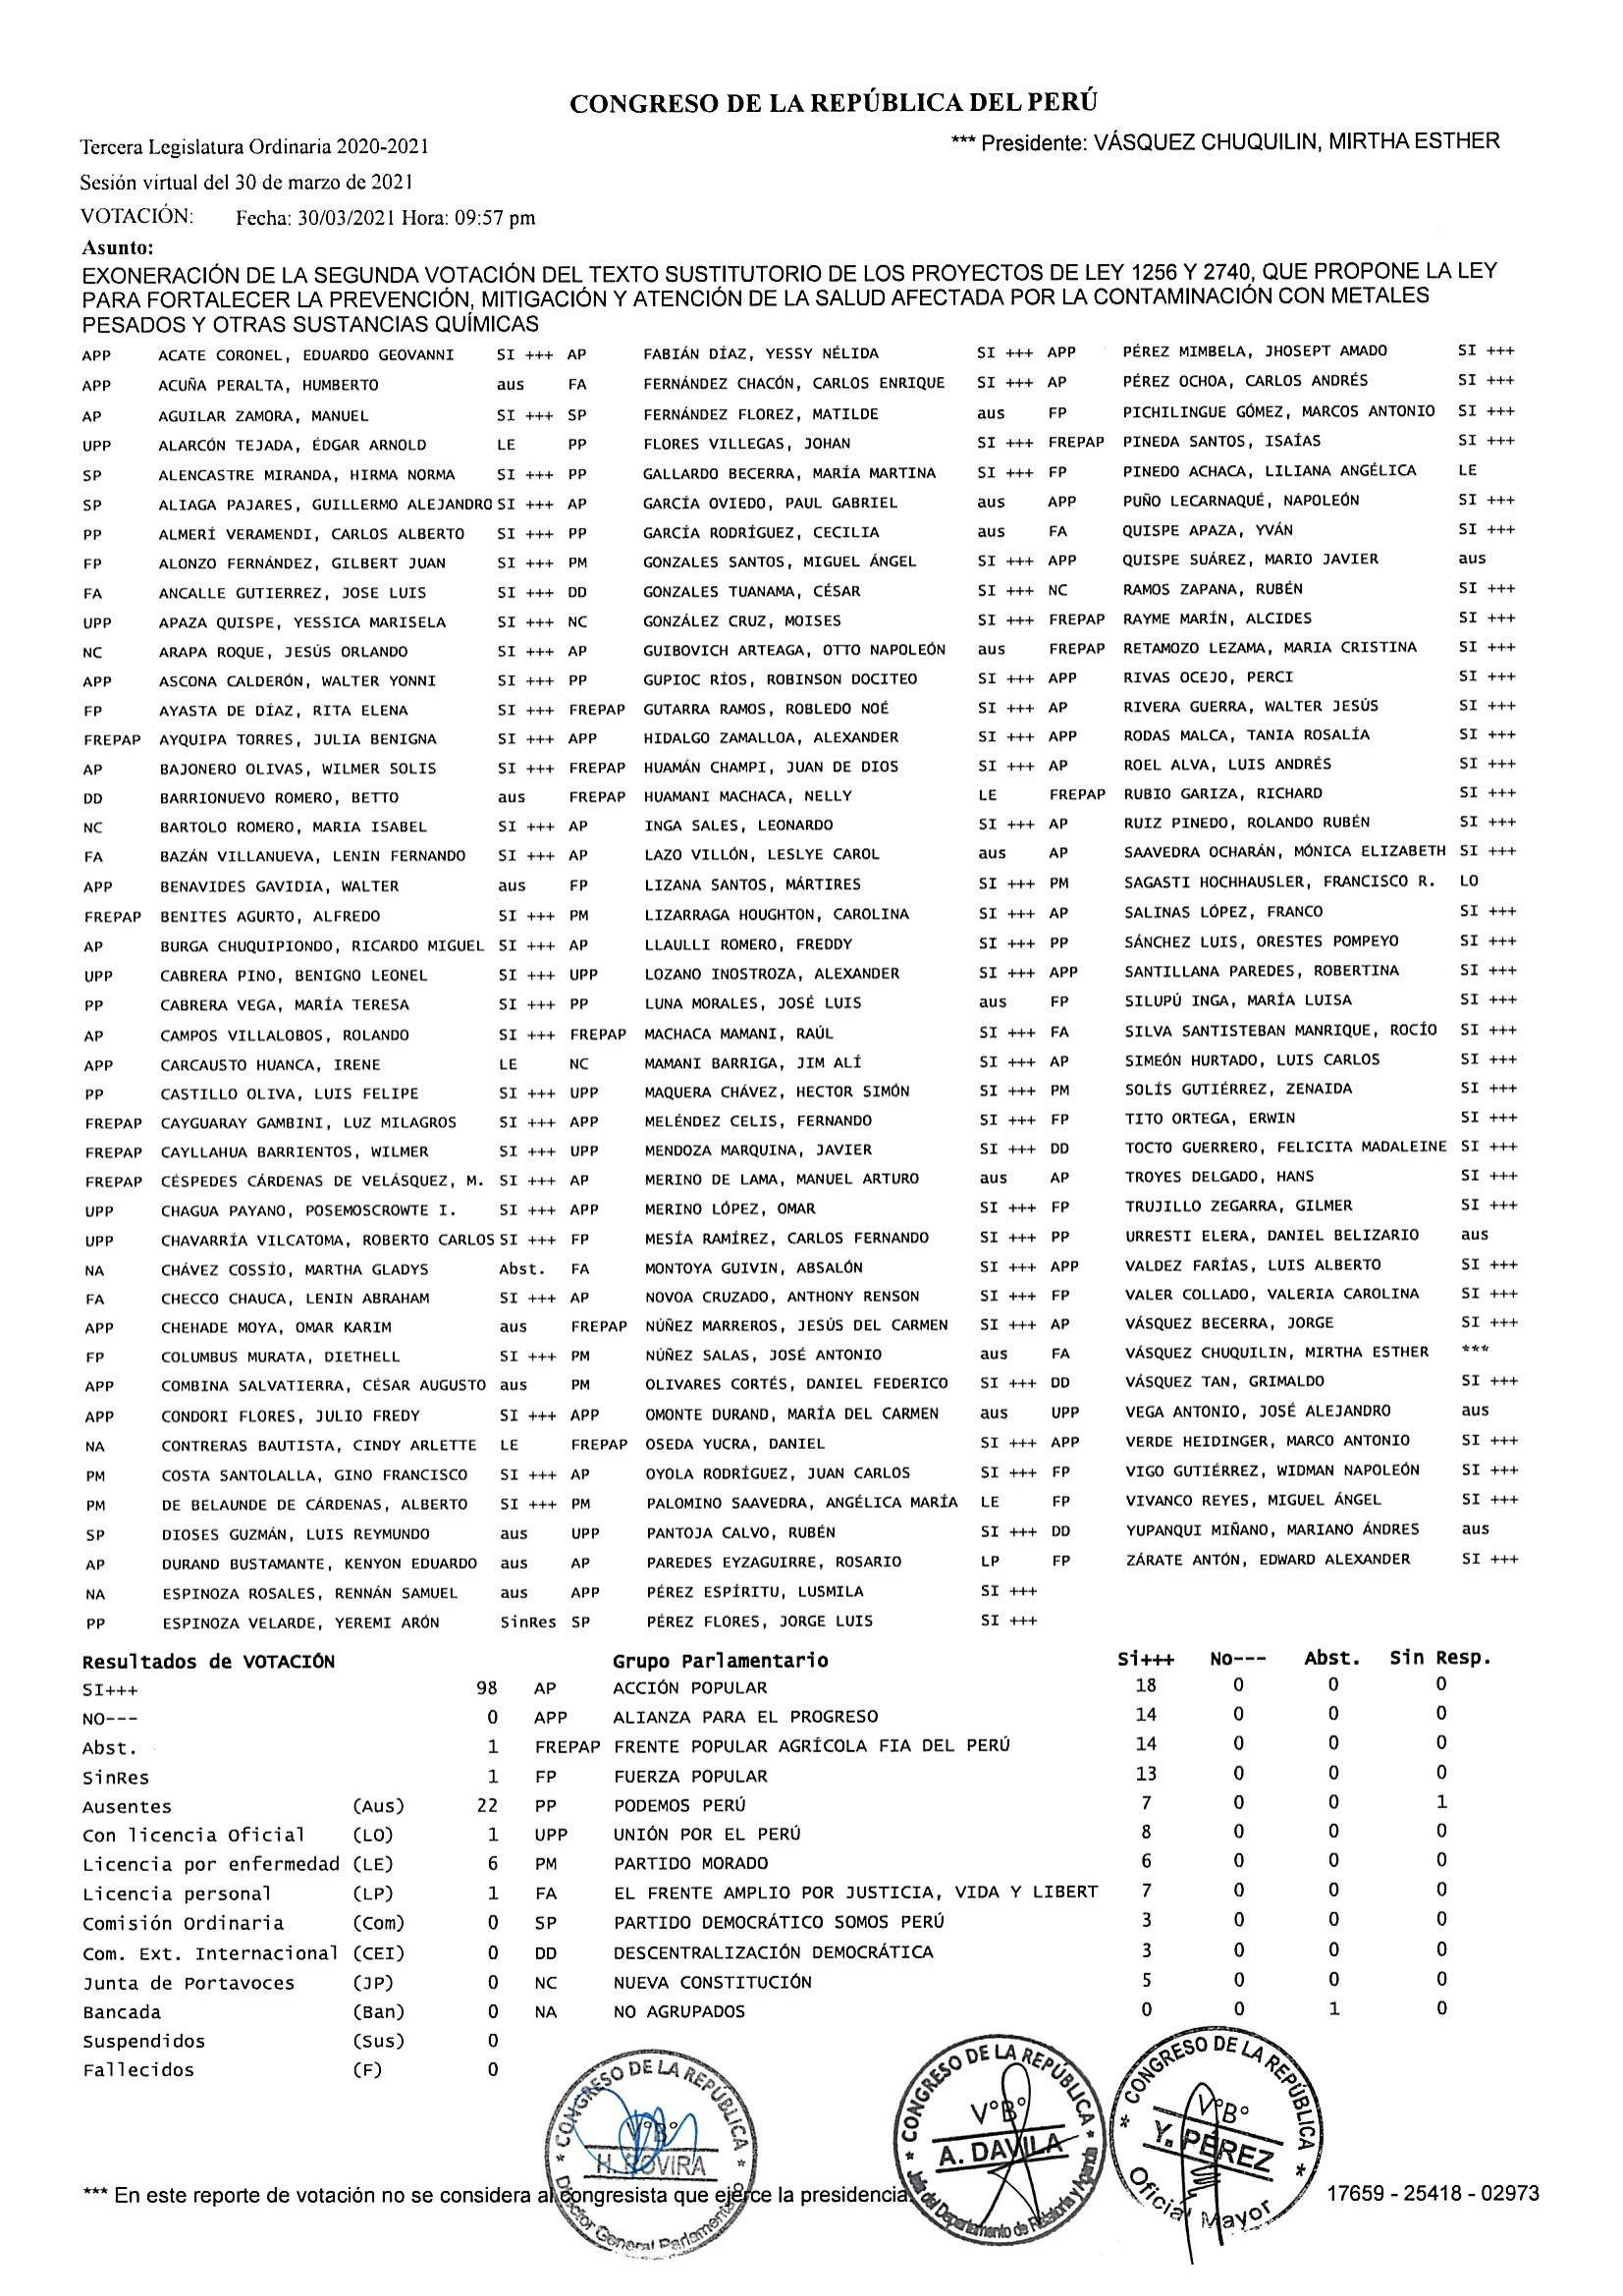 CONGRESO DE LA REPÚBLICA DEL PERÚ
Tercera Legislatura Ordinaria 2020-2021 *** Presidente: VÁSQUEZ CHUQUILIN, MIRTHA ESTHER
Sesión virtual del 30 de marzo de 2021
VOTACIÓN: Fecha: 30/03/2021 Hora: 09:57 pm
Asunto:
EXONERACIÓN DE LA SEGUNDA VOTACIÓN DEL TEXTO SUSTITUTORIO DE LOS PROYECTOS DE LEY 1256 Y 2740, QUE PROPONE LA LEY
PARA FORTALECER LA PREVENCIÓN, MITIGACIÓN Y ATENCIÓN DE LA SALUD AFECTADA POR LA CONTAMINACIÓN CON METALES
PESADOS Y OTRAS SUSTANCIAS QUÍMICAS
APP ACATE CORONEL, EDUARDO GEOVANNI SI +++ AP FABIÁN DÍAZ, YESSY NÉLIDA SI +++ APP PÉREZ MIMBELA, JHOSEPT AMADO SI +++
APP ACUÑA PERALTA, HUMBERTO aus FA FERNÁNDEZ CHACÓN, CARLOS ENRIQUE SI +++ AP PÉREZ OCHOA, CARLOS ANDRÉS SI +++
AP AGUILAR ZAMORA, MANUEL SI +++ SP FERNÁNDEZ FLOREZ, MATILDE aus FP PICHILINGUE GÓMEZ, MARCOS ANTONIO SI +++
UPP ALARCÓN TEJADA, ÉDGAR ARNOLD LE PP FLORES VILLEGAS, JOHAN SI +++ FREPAP PINEDA SANTOS, ISAÍAS SI +++
SP ALENCASTRE MIRANDA, HIRMA NORMA SI +++ PP GALLARDO BECERRA, MARÍA MARTINA SI +++ FP PINEDO ACHACA, LILIANA ANGÉLICA LE
SP ALIAGA PAJARES, GUILLERMO ALEJANDRO SI +++ AP GARCÍA OVIEDO, PAUL GABRIEL aus APP PUÑO LECARNAQUÉ, NAPOLEÓN SI +++
PP ALMERÍ VERAMENDI, CARLOS ALBERTO SI +++ PP GARCÍA RODRÍGUEZ, CECILIA aus FA QUISPE APAZA, YVÁN SI +++
FP ALONZO FERNÁNDEZ, GILBERT JUAN SI +++ PM GONZALES SANTOS, MIGUEL ÁNGEL SI +++ APP QUISPE SUÁREZ, MARIO JAVIER aus
FA ANCALLE GUTIERREZ, JOSE LUIS SI +++ DD GONZALES TUANAMA, CÉSAR SI +++ NC RAMOS ZAPANA, RUBÉN SI +++
UPP APAZA QUISPE, YESSICA MARISELA SI +++ NC GONZÁLEZ CRUZ, MOISES SI +++ FREPAP RAYME MARÍN, ALCIDES SI +++
NC ARAPA ROQUE, JESÚS ORLANDO SI +++ AP GUIBOVICH ARTEAGA, OTTO NAPOLEÓN aus FREPAP RETAMOZO LEZAMA, MARIA CRISTINA SI +++
APP ASCONA CALDERÓN, WALTER YONNI SI +++ PP GUPIOC RÍOS, ROBINSON DOCITEO SI +++ APP RIVAS OCEJO, PERCI SI +++
FP AYASTA DE DÍAZ, RITA ELENA SI +++ FREPAP GUTARRA RAMOS, ROBLEDO NOÉ SI +++ AP RIVERA GUERRA, WALTER JESÚS SI +++
FREPAP AYQUIPA TORRES, JULIA BENIGNA SI +++ APP HIDALGO ZAMALLOA, ALEXANDER SI +++ APP RODAS MALCA, TANIA ROSALÍA SI +++
AP BAJONERO OLIVAS, WILMER SOLIS SI +++ FREPAP HUAMÁN CHAMPI, JUAN DE DIOS SI +++ AP ROEL ALVA, LUIS ANDRÉS SI +++
DD BARRIONUEVO ROMERO, BETTO aus FREPAP HUAMANI MACHACA, NELLY LE FREPAP RUBIO GARIZA, RICHARD SI +++
NC BARTOLO ROMERO, MARIA ISABEL SI +++ AP INGA SALES, LEONARDO SI +++ AP RUIZ PINEDO, ROLANDO RUBÉN SI +++
FA BAZÁN VILLANUEVA, LENIN FERNANDO SI +++ AP LAZO VILLÓN, LESLYE CAROL aus AP SAAVEDRA OCHARÁN, MÓNICA ELIZABETH SI +++
APP BENAVIDES GAVIDIA, WALTER aus FP LIZANA SANTOS, MÁRTIRES SI +++ PM SAGASTI HOCHHAUSLER, FRANCISCO R. LO
FREPAP BENITES AGURTO, ALFREDO SI +++ PM LIZARRAGA HOUGHTON, CAROLINA SI +++ AP SALINAS LÓPEZ, FRANCO SI +++
AP BURGA CHUQUIPIONDO, RICARDO MIGUEL SI +++ AP LLAULLI ROMERO, FREDDY SI +++ PP SÁNCHEZ LUIS, ORESTES POMPEYO SI +++
UPP CABRERA PINO, BENIGNO LEONEL SI +++ UPP LOZANO INOSTROZA, ALEXANDER SI +++ APP SANTILLANA PAREDES, ROBERTINA SI +++
PP CABRERA VEGA, MARÍA TERESA SI +++ PP LUNA MORALES, JOSÉ LUIS aus FP SILUPÚ INGA, MARÍA LUISA SI +++
AP CAMPOS VILLALOBOS, ROLANDO SI +++ FREPAP MACHACA MAMANI, RAÚL SI +++ FA SILVA SANTISTEBAN MANRIQUE, ROCÍO SI +++
APP CARCAUSTO HUANCA, IRENE LE NC MAMANI BARRIGA, JIM ALÍ SI +++ AP SIMEÓN HURTADO, LUIS CARLOS SI +++
PP CASTILLO OLIVA, LUIS FELIPE SI +++ UPP MAQUERA CHÁVEZ, HECTOR SIMÓN SI +++ PM SOLÍS GUTIÉRREZ, ZENAIDA SI +++
FREPAP CAYGUARAY GAMBINI, LUZ MILAGROS SI +++ APP MELÉNDEZ CELIS, FERNANDO SI +++ FP TITO ORTEGA, ERWIN SI +++
FREPAP CAYLLAHUA BARRIENTOS, WILMER SI +++ UPP MENDOZA MARQUINA, JAVIER SI +++ DD TOCTO GUERRERO, FELICITA MADALEINE SI +++
FREPAP CÉSPEDES CÁRDENAS DE VELÁSQUEZ, M. SI +++ AP MERINO DE LAMA, MANUEL ARTURO aus AP TROYES DELGADO, HANS SI +++
UPP CHAGUA PAYANO, POSEMOSCROWTE I. SI +++ APP MERINO LÓPEZ, OMAR SI +++ FP TRUJILLO ZEGARRA, GILMER SI +++
UPP CHAVARRÍA VILCATOMA, ROBERTO CARLOS SI +++ FP MESÍA RAMÍREZ, CARLOS FERNANDO SI +++ PP URRESTI ELERA, DANIEL BELIZARIO aus
NA CHÁVEZ COSSÍO, MARTHA GLADYS Abst. FA MONTOYA GUIVIN, ABSALÓN SI +++ APP VALDEZ FARÍAS, LUIS ALBERTO SI +++
FA CHECCO CHAUCA, LENIN ABRAHAM SI +++ AP NOVOA CRUZADO, ANTHONY RENSON SI +++ FP VALER COLLADO, VALERIA CAROLINA SI +++
APP CHEHADE MOYA, OMAR KARIM aus FREPAP NÚÑEZ MARREROS, JESÚS DEL CARMEN SI +++ AP VÁSQUEZ BECERRA, JORGE SI +++
FP COLUMBUS MURATA, DIETHELL SI +++ PM NÚÑEZ SALAS, JOSÉ ANTONIO aus FA VÁSQUEZ CHUQUILIN, MIRTHA ESTHER ***
APP COMBINA SALVATIERRA, CÉSAR AUGUSTO aus PM OLIVARES CORTÉS, DANIEL FEDERICO SI +++ DD VÁSQUEZ TAN, GRIMALDO SI +++
APP CONDORI FLORES, JULIO FREDY SI +++ APP OMONTE DURAND, MARÍA DEL CARMEN aus UPP VEGA ANTONIO, JOSÉ ALEJANDRO aus
NA CONTRERAS BAUTISTA, CINDY ARLETTE LE FREPAP OSEDA YUCRA, DANIEL SI +++ APP VERDE HEIDINGER, MARCO ANTONIO SI +++
PM COSTA SANTOLALLA, GINO FRANCISCO SI +++ AP OYOLA RODRÍGUEZ, JUAN CARLOS SI +++ FP VIGO GUTIÉRREZ, WIDMAN NAPOLEÓN SI +++
PM DE BELAUNDE DE CÁRDENAS, ALBERTO SI +++ PM PALOMINO SAAVEDRA, ANGÉLICA MARÍA LE FP VIVANCO REYES, MIGUEL ÁNGEL SI +++
SP DIOSES GUZMÁN, LUIS REYMUNDO aus UPP PANTOJA CALVO, RUBÉN SI +++ DD YUPANQUI MIÑANO, MARIANO ÁNDRES aus
AP DURAND BUSTAMANTE, KENYON EDUARDO aus AP PAREDES EYZAGUIRRE, ROSARIO LP FP ZÁRATE ANTÓN, EDWARD ALEXANDER SI +++
NA ESPINOZA ROSALES, RENNÁN SAMUEL aus APP PÉREZ ESPÍRITU, LUSMILA SI +++
PP ESPINOZA VELARDE, YEREMI ARÓN SinRes SP PÉREZ FLORES, JORGE LUIS SI +++
Resultados de VOTACIÓN Grupo Parlamentario Si+++ No--- Abst. Sin Resp.
SI+++ 98 AP ACCIÓN POPULAR 18 0 0 0
NO--- 0 APP ALIANZA PARA EL PROGRESO 14 0 0 0
Abst. 1 FREPAP FRENTE POPULAR AGRÍCOLA FIA DEL PERÚ 14 0 0 0
SinRes 1 FP FUERZA POPULAR 13 0 0 0
Ausentes (Aus) 22 PP PODEMOS PERÚ 7 0 0 1
Con licencia Oficial (LO) 1 UPP UNIÓN POR EL PERÚ 8 0 0 0
Licencia por enfermedad (LE) 6 PM PARTIDO MORADO 6 0 0 0
Licencia personal (LP) 1 FA EL FRENTE AMPLIO POR JUSTICIA, VIDA Y LIBERT 7 0 0 0
Comisión Ordinaria (Com) 0 SP PARTIDO DEMOCRÁTICO SOMOS PERÚ 3 0 0 0
Com. Ext. Internacional (CEI) 0 DD DESCENTRALIZACIÓN DEMOCRÁTICA 3 0 0 0
Junta de Portavoces (JP) 0 NC NUEVA CONSTITUCIÓN 5 0 0 0
Bancada (Ban) 0 NA NO AGRUPADOS 0 0 1 0
Suspendidos (Sus) 0
Fallecidos (F) 0
* CONGRESO DE LA REPÚBLICA *
V°B°
H. ROVIRA
Director General Parlamentario
* CONGRESO DE LA REPÚBLICA *
V°B°
A. DAVILA
Jefa del Departamento de Relatoría y Agenda
* CONGRESO DE LA REPÚBLICA *
V°B°
Y. PÉREZ
Oficial Mayor
*** En este reporte de votación no se considera al congresista que ejerce la presidencia. 17659 - 25418 - 02973